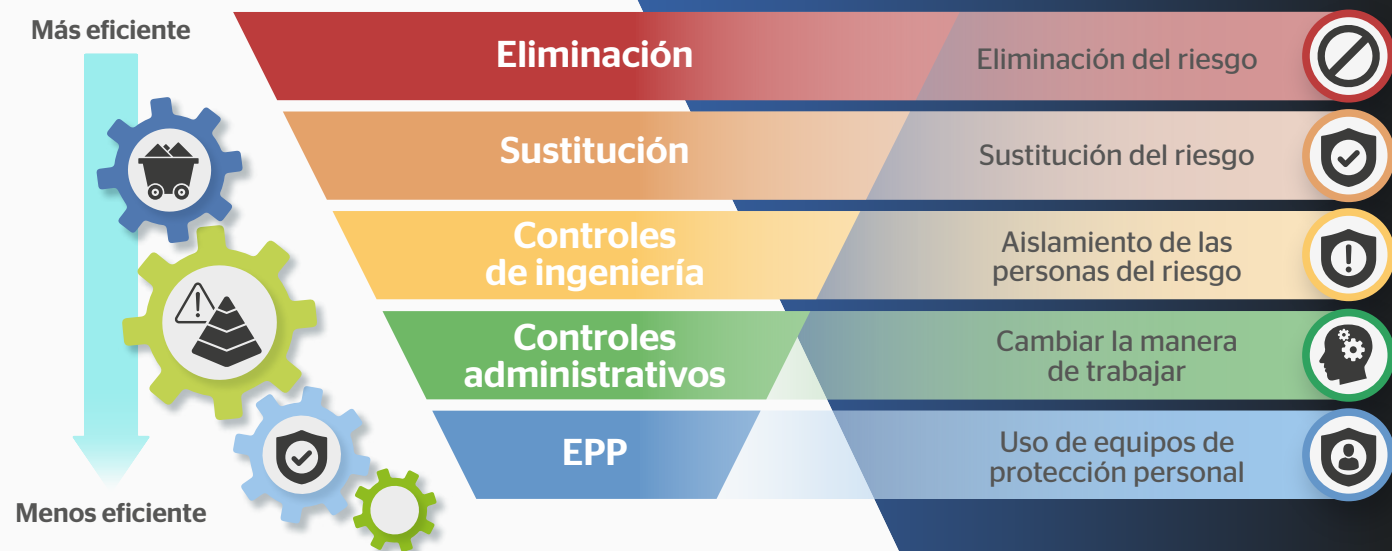 Más eficiente
Eliminación
Eliminación del riesgo
Sustitución
Sustitución del riesgo
Controles
de ingeniería
Aislamiento de las
personas del riesgo
Controles
administrativos
Cambiar la manera
de trabajar
EPP
Uso de equipos de
protección personal
Menos eficiente